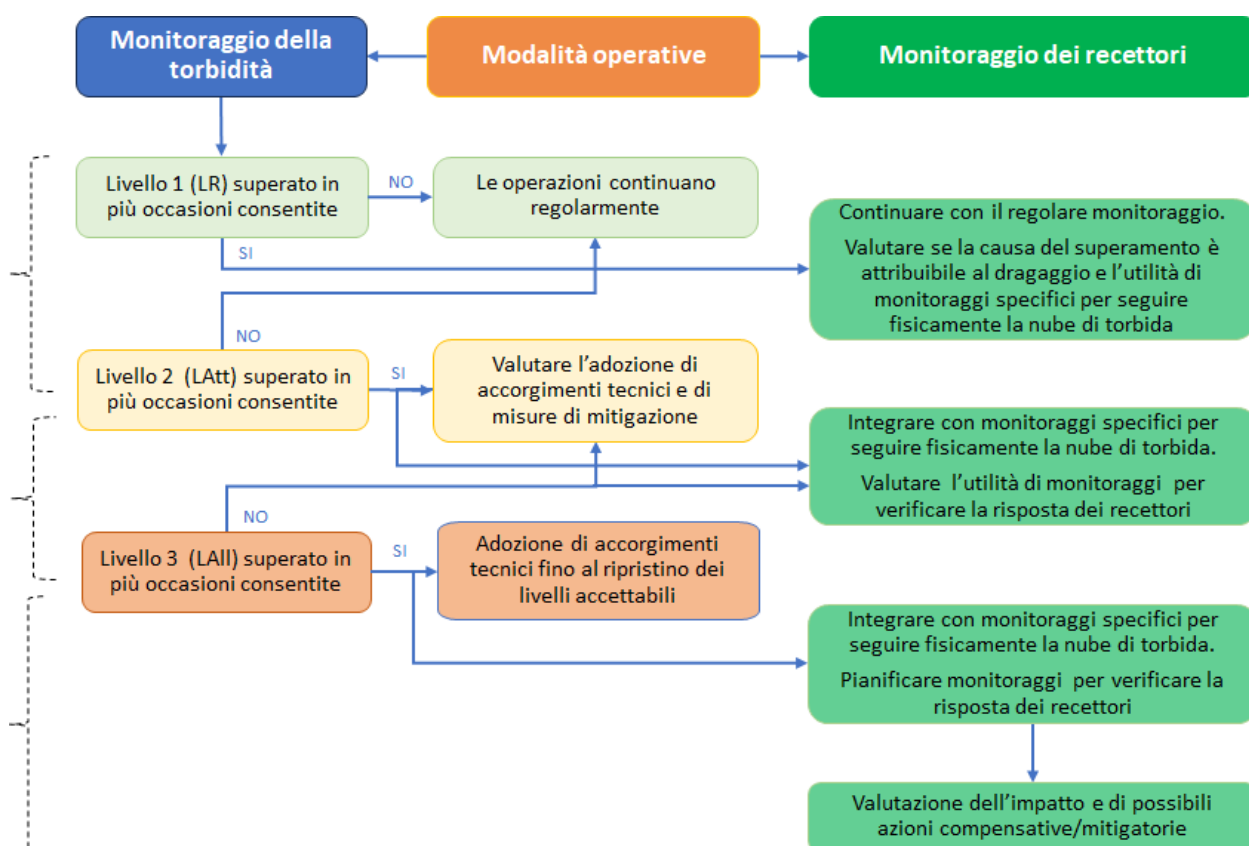 Monitoraggio della
torbidità
Modalità operative
Monitoraggio dei recettori
Livello 1 (LR) superato in
più occasioni consentite
NO
Le operazioni continuano
regolarmente
SI
Continuare con il regolare monitoraggio.
Valutare se la causa del superamento è
attribuibile al dragaggio e l’utilità di
monitoraggi specifici per seguire
fisicamente la nube di torbida
NO
Livello 2 (LAtt) superato in
più occasioni consentite
SI
Valutare l’adozione di
accorgimenti tecnici e di
misure di mitigazione
Integrare con monitoraggi specifici per
seguire fisicamente la nube di torbida.
Valutare l’utilità di monitoraggi per
verificare la risposta dei recettori
NO
Livello 3 (LAll) superato in
più occasioni consentite
SI
Adozione di accorgimenti
tecnici fino al ripristino dei
livelli accettabili
Integrare con monitoraggi specifici per
seguire fisicamente la nube di torbida.
Pianificare monitoraggi per verificare la
risposta dei recettori
Valutazione dell’impatto e di possibili
azioni compensative/mitigatorie